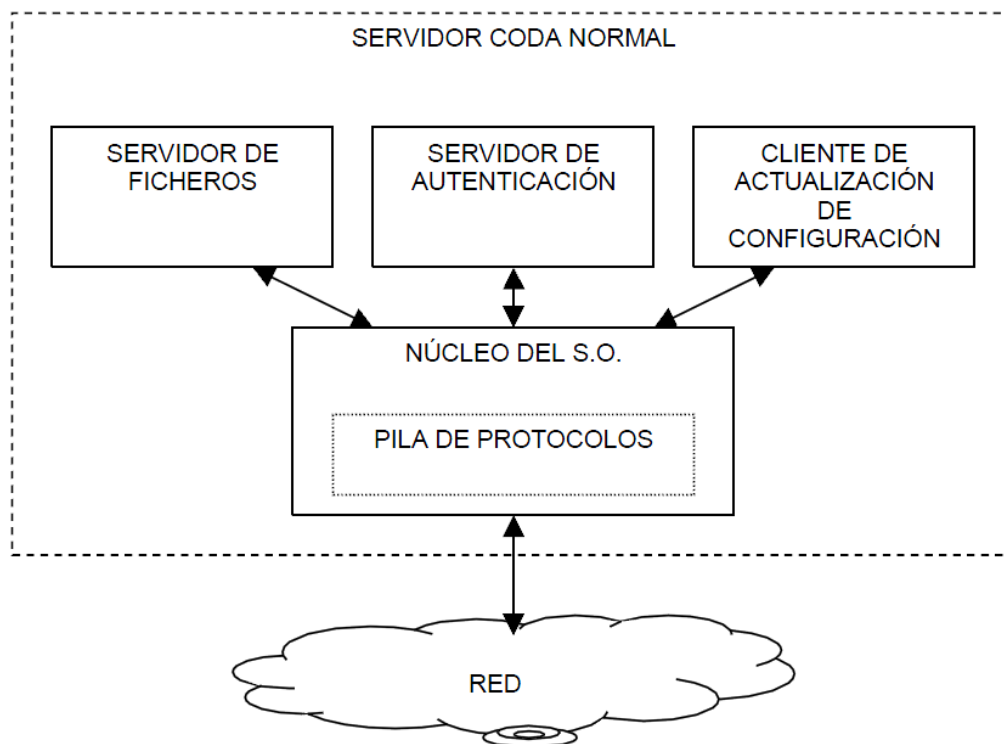 SERVIDOR CODA NORMAL
SERVIDOR DE
FICHEROS
SERVIDOR DE
AUTENTICACIÓN
CLIENTE DE
ACTUALIZACIÓN
DE
CONFIGURACIÓN
NÚCLEO DEL S.O.
PILA DE PROTOCOLOS
RED